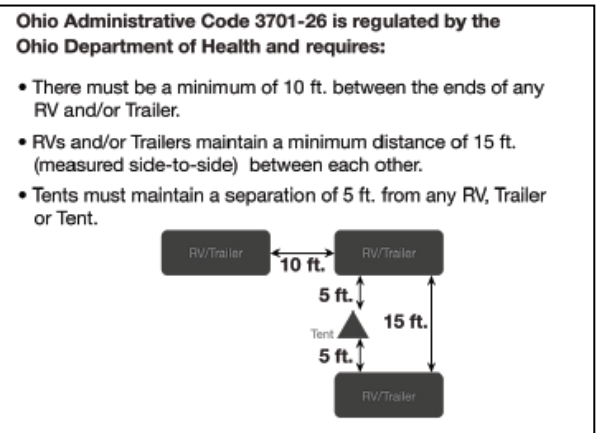 Ohio Administrative Code 3701-26 is regulated by the
Ohio Department of Health and requires:
• There must be a minimum of 10 ft. between the ends of any
RV and/or Trailer.
• RVs and/or Trailers maintain a minimum distance of 15 ft.
(measured side-to-side) between each other.
• Tents must maintain a separation of 5 ft. from any RV, Trailer
or Tent.
RV/Trailer
10 ft.
RV/Trailer
5 ft.
Tent
15 ft.
5 ft.
RV/Trailer